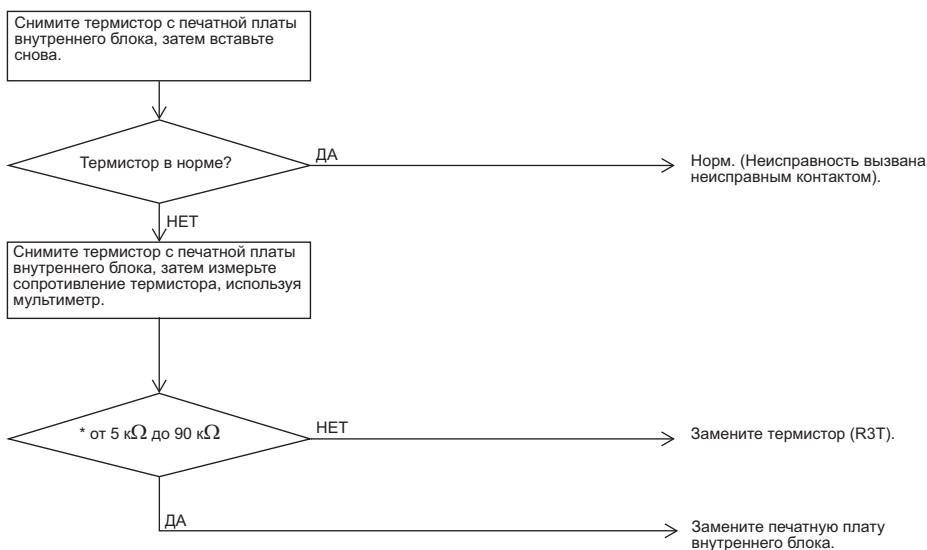 Снимите термистор с печатной платы
внутреннего блока, затем вставьте
снова.
Термистор в норме?
ДА
Норм. (Неисправность вызвана
неисправным контактом).
НЕТ
Снимите термистор с печатной платы
внутреннего блока, затем измерьте
сопротивление термистора, используя
мультиметр.
* от 5 кΩ до 90 кΩ
НЕТ
Замените термистор (R3T).
ДА
Замените печатную плату
внутреннего блока.